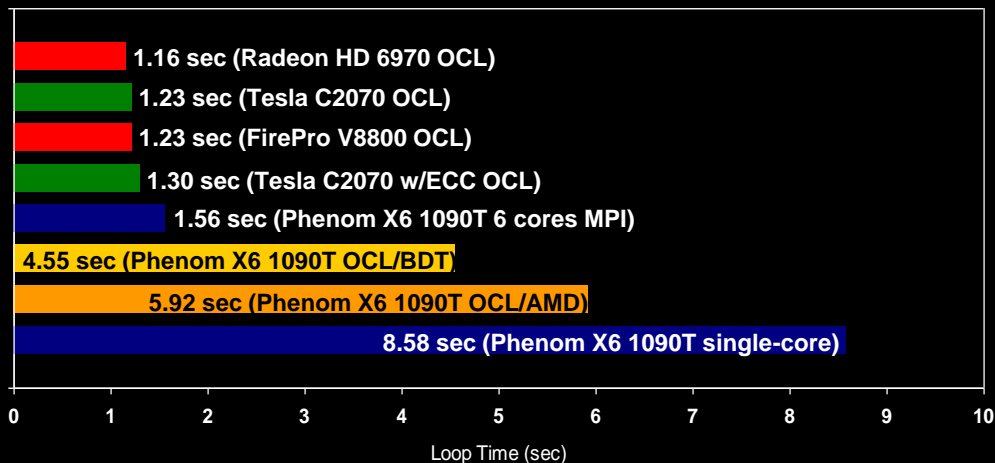 1.16 sec (Radeon HD 6970 OCL)
1.23 sec (Tesla C2070 OCL)
1.23 sec (FirePro V8800 OCL)
1.30 sec (Tesla C2070 w/ECC OCL)
1.56 sec (Phenom X6 1090T 6 cores MPI)
4.55 sec (Phenom X6 1090T OCL/BDT)
5.92 sec (Phenom X6 1090T OCL/AMD)
8.58 sec (Phenom X6 1090T single-core)
0 1 2 3 4 5 6 7 8 9 10
Loop Time (sec)